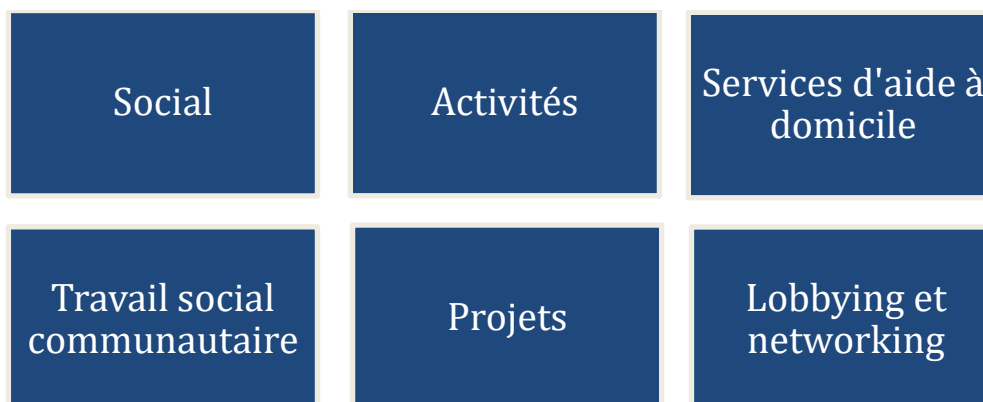 Social
Activités
Services d'aide à
domicile
Travail social
communautaire
Projets
Lobbying et
networking